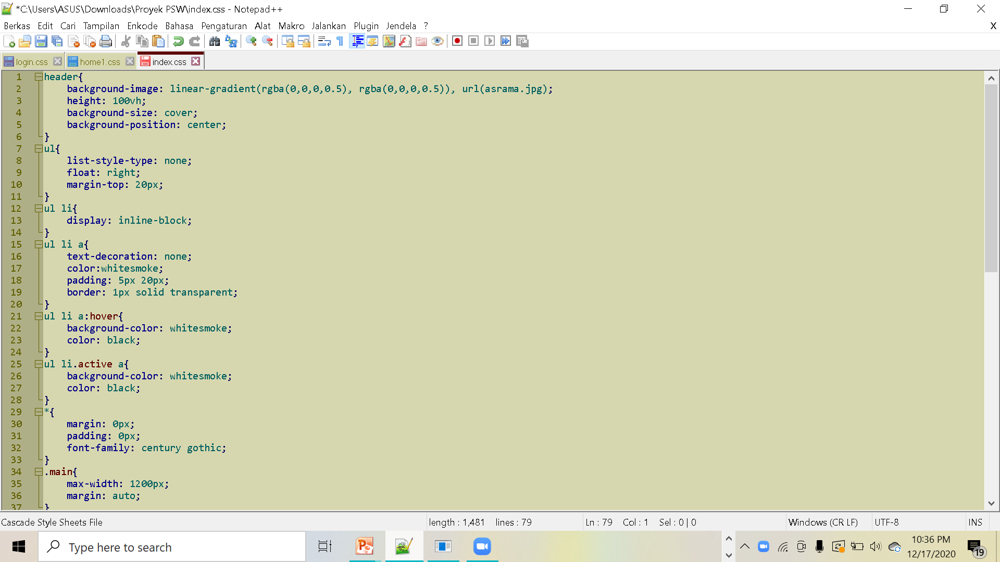 *C:\Users\ASUS\Downloads\Proyek PSW\index.css - Notepad++
Berkas Edit Cari Tampilan Enkode Bahasa Pengaturan Alat Makro Jalankan Plugin Jendela ? X
login.css home1.css index.css
1 header{
2 background-image: linear-gradient(rgba(0,0,0,0.5), rgba(0,0,0,0.5)), url(asrama.jpg);
3 height: 100vh;
4 background-size: cover;
5 background-position: center;
6 }
7 ul{
8 list-style-type: none;
9 float: right;
10 margin-top: 20px;
11 }
12 ul li{
13 display: inline-block;
14 }
15 ul li a{
16 text-decoration: none;
17 color:whitesmoke;
18 padding: 5px 20px;
19 border: 1px solid transparent;
20 }
21 ul li a:hover{
22 background-color: whitesmoke;
23 color: black;
24 }
25 ul li.active a{
26 background-color: whitesmoke;
27 color: black;
28 }
29 *{
30 margin: 0px;
31 padding: 0px;
32 font-family: century gothic;
33 }
34 .main{
35 max-width: 1200px;
36 margin: auto;
37 }
Cascade Style Sheets File length : 1,481 lines : 79 Ln : 79 Col : 1 Sel : 0 | 0 Windows (CR LF) UTF-8 INS
Type here to search
10:36 PM
12/17/2020
19